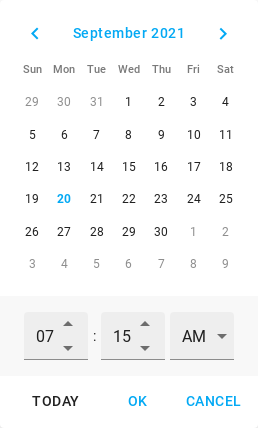 September 2021
Sun Mon Tue Wed Thu Fri Sat
29 30 31 1 2 3 4
5 6 7 8 9 10 11
12 13 14 15 16 17 18
19 20 21 22 23 24 25
26 27 28 29 30 1 2
3 4 5 6 7 8 9
07 : 15 AM
TODAY OK CANCEL